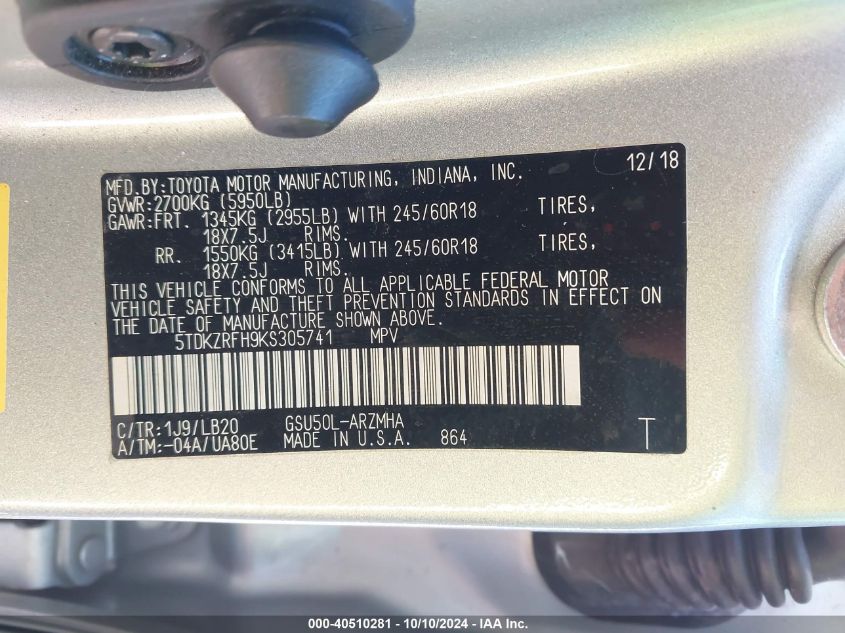 12/18
MFD.BY:TOYOTA MOTOR MANUFACTURING, INDIANA, INC.
GVWR:2700KG (5950LB)
GAWR:FRT. 1345KG (2955LB) WITH 245/60R18 TIRES,
18X7.5J RIMS.
RR. 1550KG (3415LB) WITH 245/60R18 TIRES,
18X7.5J RIMS.
THIS VEHICLE CONFORMS TO ALL APPLICABLE FEDERAL MOTOR
VEHICLE SAFETY AND THEFT PREVENTION STANDARDS IN EFFECT ON
THE DATE OF MANUFACTURE SHOWN ABOVE.
5TDKZRFH9KS305741 MPV
C/TR:1J9/LB20 GSU50L-ARZMHA
A/TM:-04A/UA80E MADE IN U.S.A. 864 T
000-40510281 - 10/10/2024 - IAA Inc.